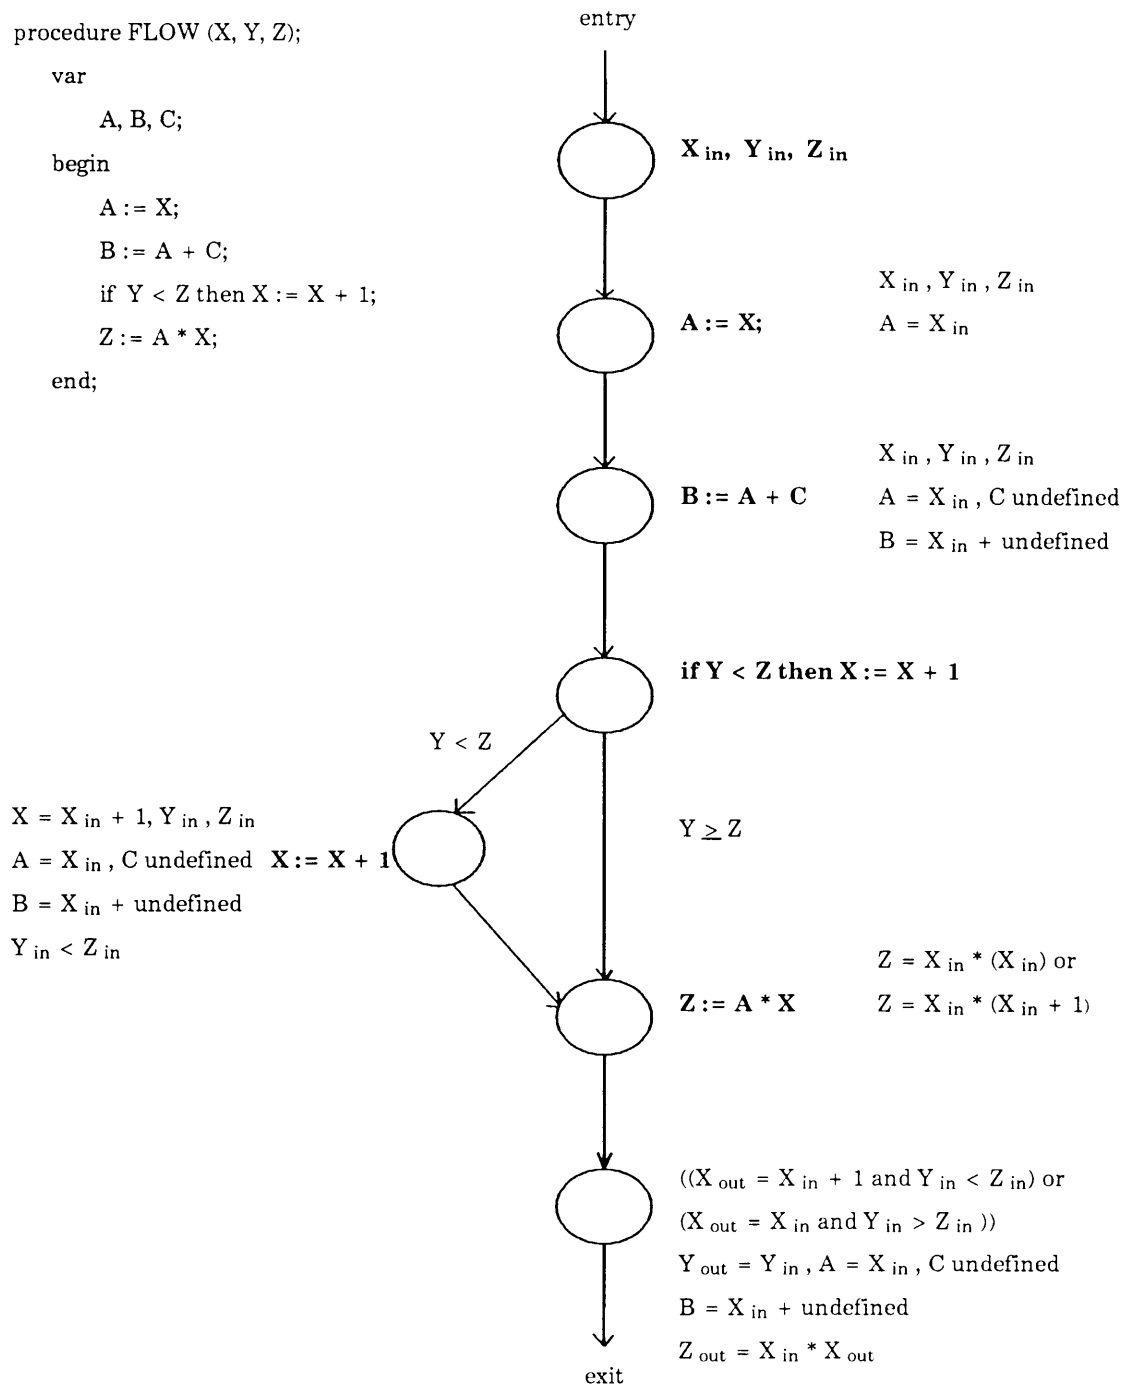 procedure FLOW (X, Y, Z);
var
A, B, C;
begin
A := X;
B := A + C;
if Y < Z then X := X + 1;
Z := A * X;
end;
entry
X in, Y in, Z in
A := X;
X in , Y in , Z in
A = X in
B := A + C
X in , Y in , Z in
A = X in , C undefined
B = X in + undefined
if Y < Z then X := X + 1
Y < Z
Y ≥ Z
X = X in + 1, Y in , Z in
A = X in , C undefined
B = X in + undefined
Y in < Z in
X := X + 1
Z := A * X
Z = X in * (X in) or
Z = X in * (X in + 1)
((X out = X in + 1 and Y in < Z in) or
(X out = X in and Y in > Z in ))
Y out = Y in , A = X in , C undefined
B = X in + undefined
Z out = X in * X out
exit